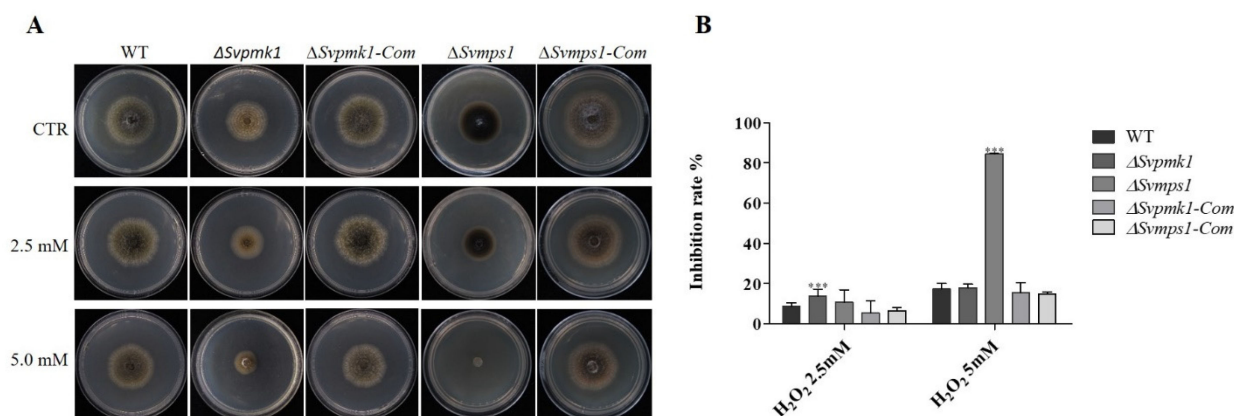 A
WT
ΔSvpmk1
ΔSvpmk1-Com
ΔSvmps1
ΔSvmps1-Com
CTR
2.5 mM
5.0 mM
B
Inhibition rate %
100
80
60
40
20
0
***
***
H₂O₂ 2.5mM
H₂O₂ 5mM
WT
ΔSvpmk1
ΔSvmps1
ΔSvpmk1-Com
ΔSvmps1-Com